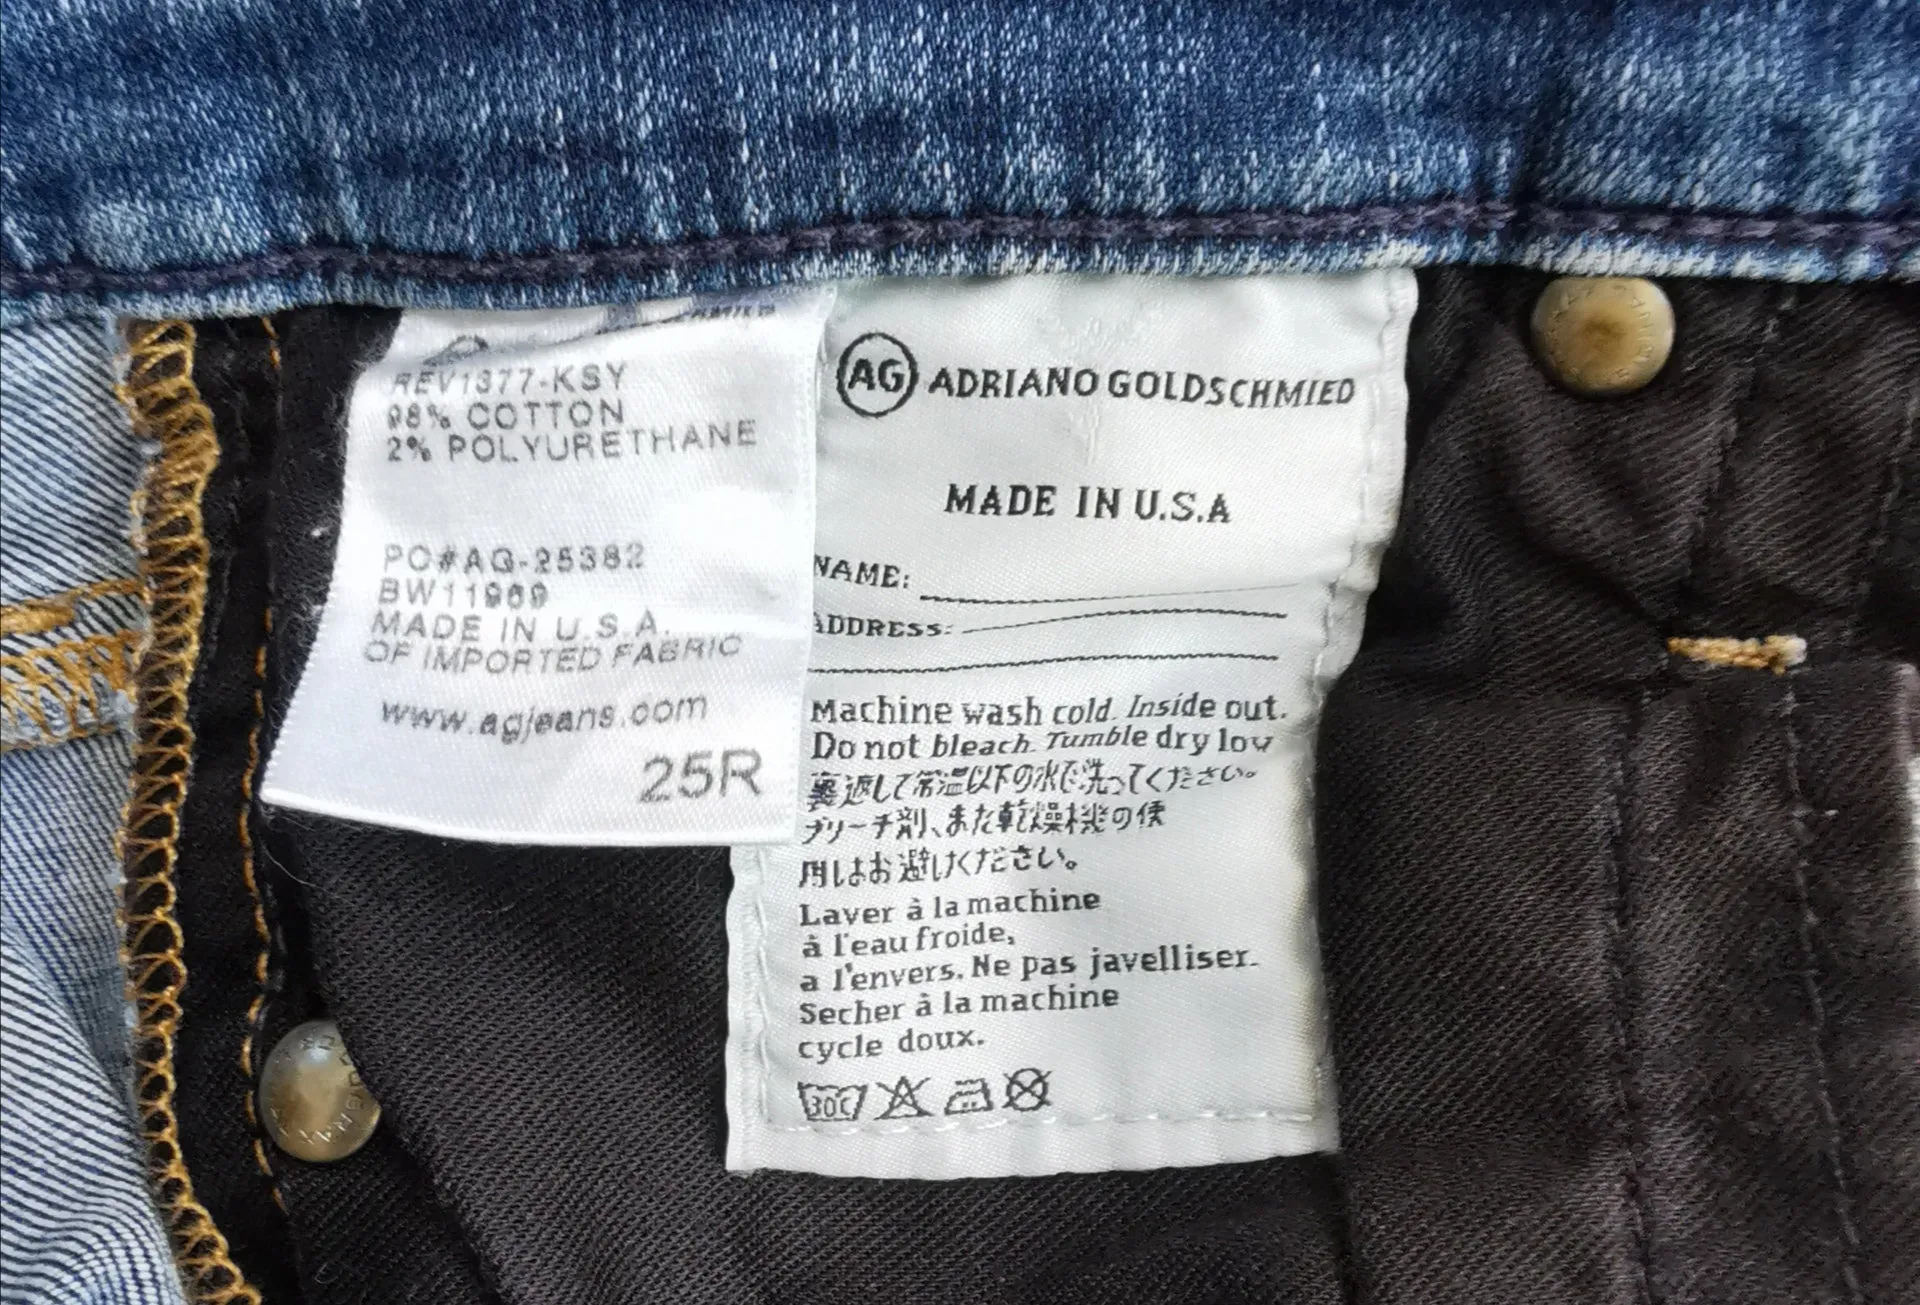 REV1377-KSY
98% COTTON
2% POLYURETHANE
PO#AG-25382
BW11969
MADE IN U.S.A.
OF IMPORTED FABRIC
www.agjeans.com
25R
AG ADRIANO GOLDSCHMIED
MADE IN U.S.A
NAME:
ADDRESS:
Machine wash cold. Inside out.
Do not bleach. Tumble dry low
裏返して常温以下の水で洗ってください。
ブリーチ剤、また乾燥機の使
用はお避けください。
Laver à la machine
à l'eau froide,
a l'envers. Ne pas javelliser.
Secher à la machine
cycle doux.
30C